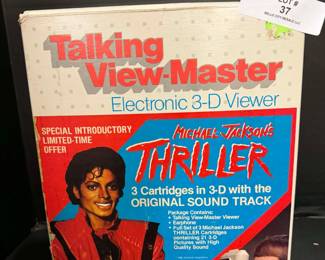 LOT #
37
Talking
View-Master
Electronic 3-D Viewer
SPECIAL INTRODUCTORY
LIMITED-TIME
OFFER
MICHAEL JACKSON'S
THRILLER
3 Cartridges in 3-D with the
ORIGINAL SOUND TRACK
Package Contains:
• Talking View-Master Viewer
• Earphone
• Full Set of 3 Michael Jackson
THRILLER Cartridges
containing 21 3-D
Pictures with High
Quality Sound